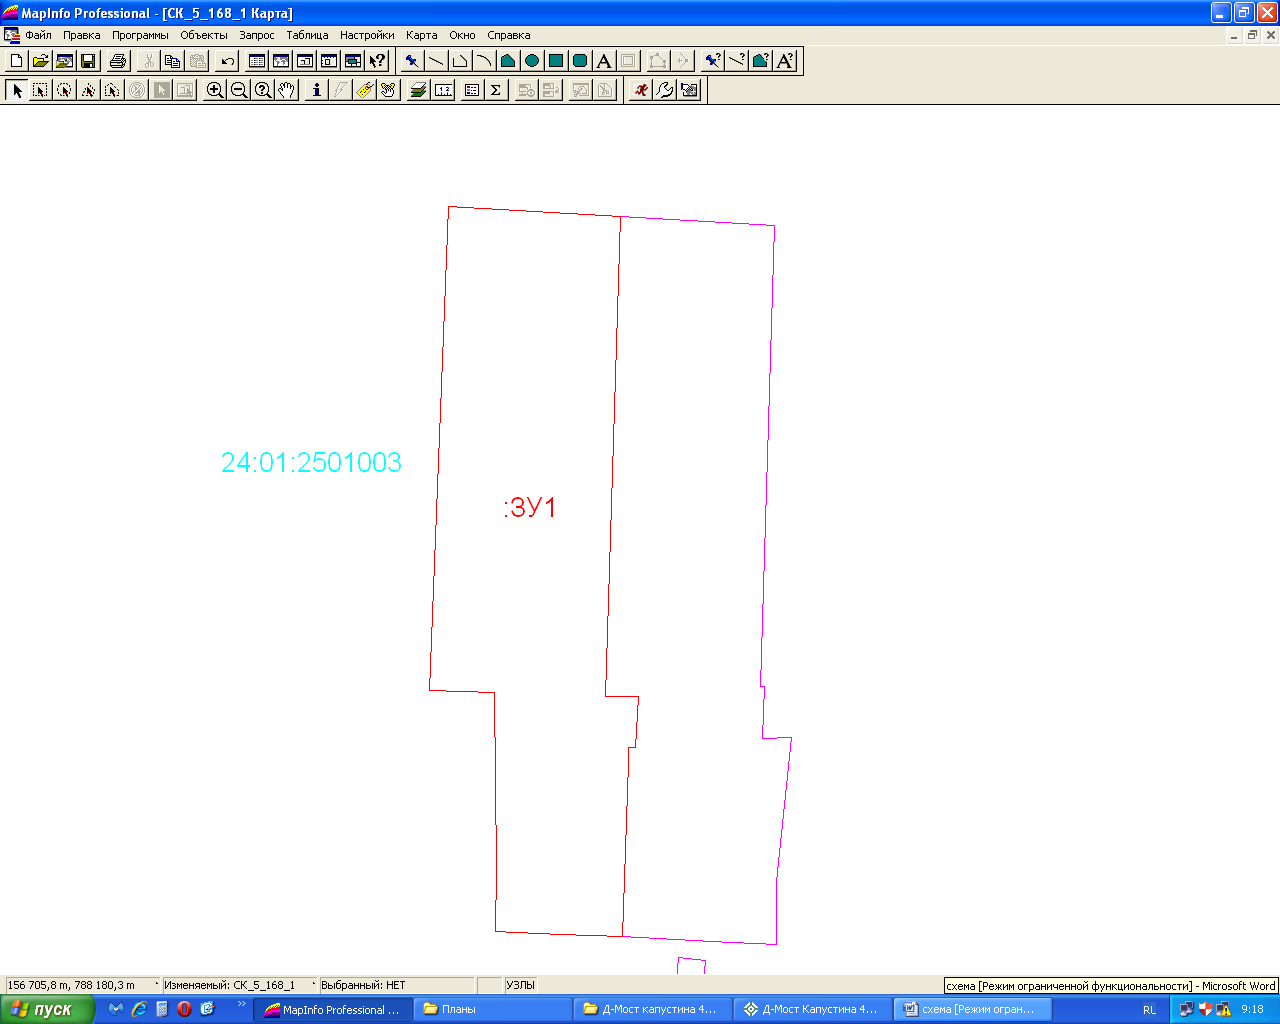 MapInfo Professional - [СК_5_168_1 Карта]
Файл Правка Программы Объекты Запрос Таблица Настройки Карта Окно Справка
24:01:2501003
:ЗУ1
156 705,8 m, 788 180,3 m Изменяемый: СК_5_168_1 Выбранный: НЕТ УЗЛЫ
схема [Режим ограниченной функциональности] - Microsoft Word
пуск MapInfo Professional ... Планы Д-Мост капустина 4... Д-Мост Капустина 4... схема [Режим огран... RL 9:18